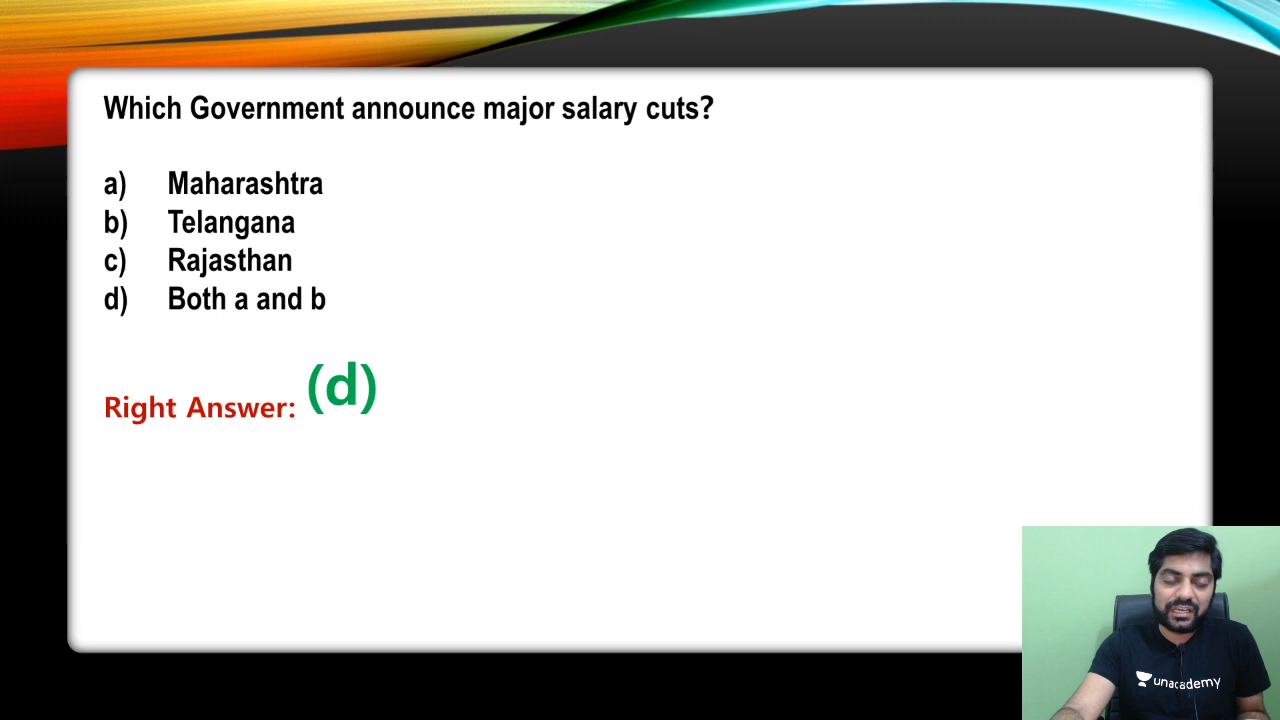 Which Government announce major salary cuts?
a) Maharashtra
b) Telangana
c) Rajasthan
d) Both a and b
Right Answer: (d)
unacademy